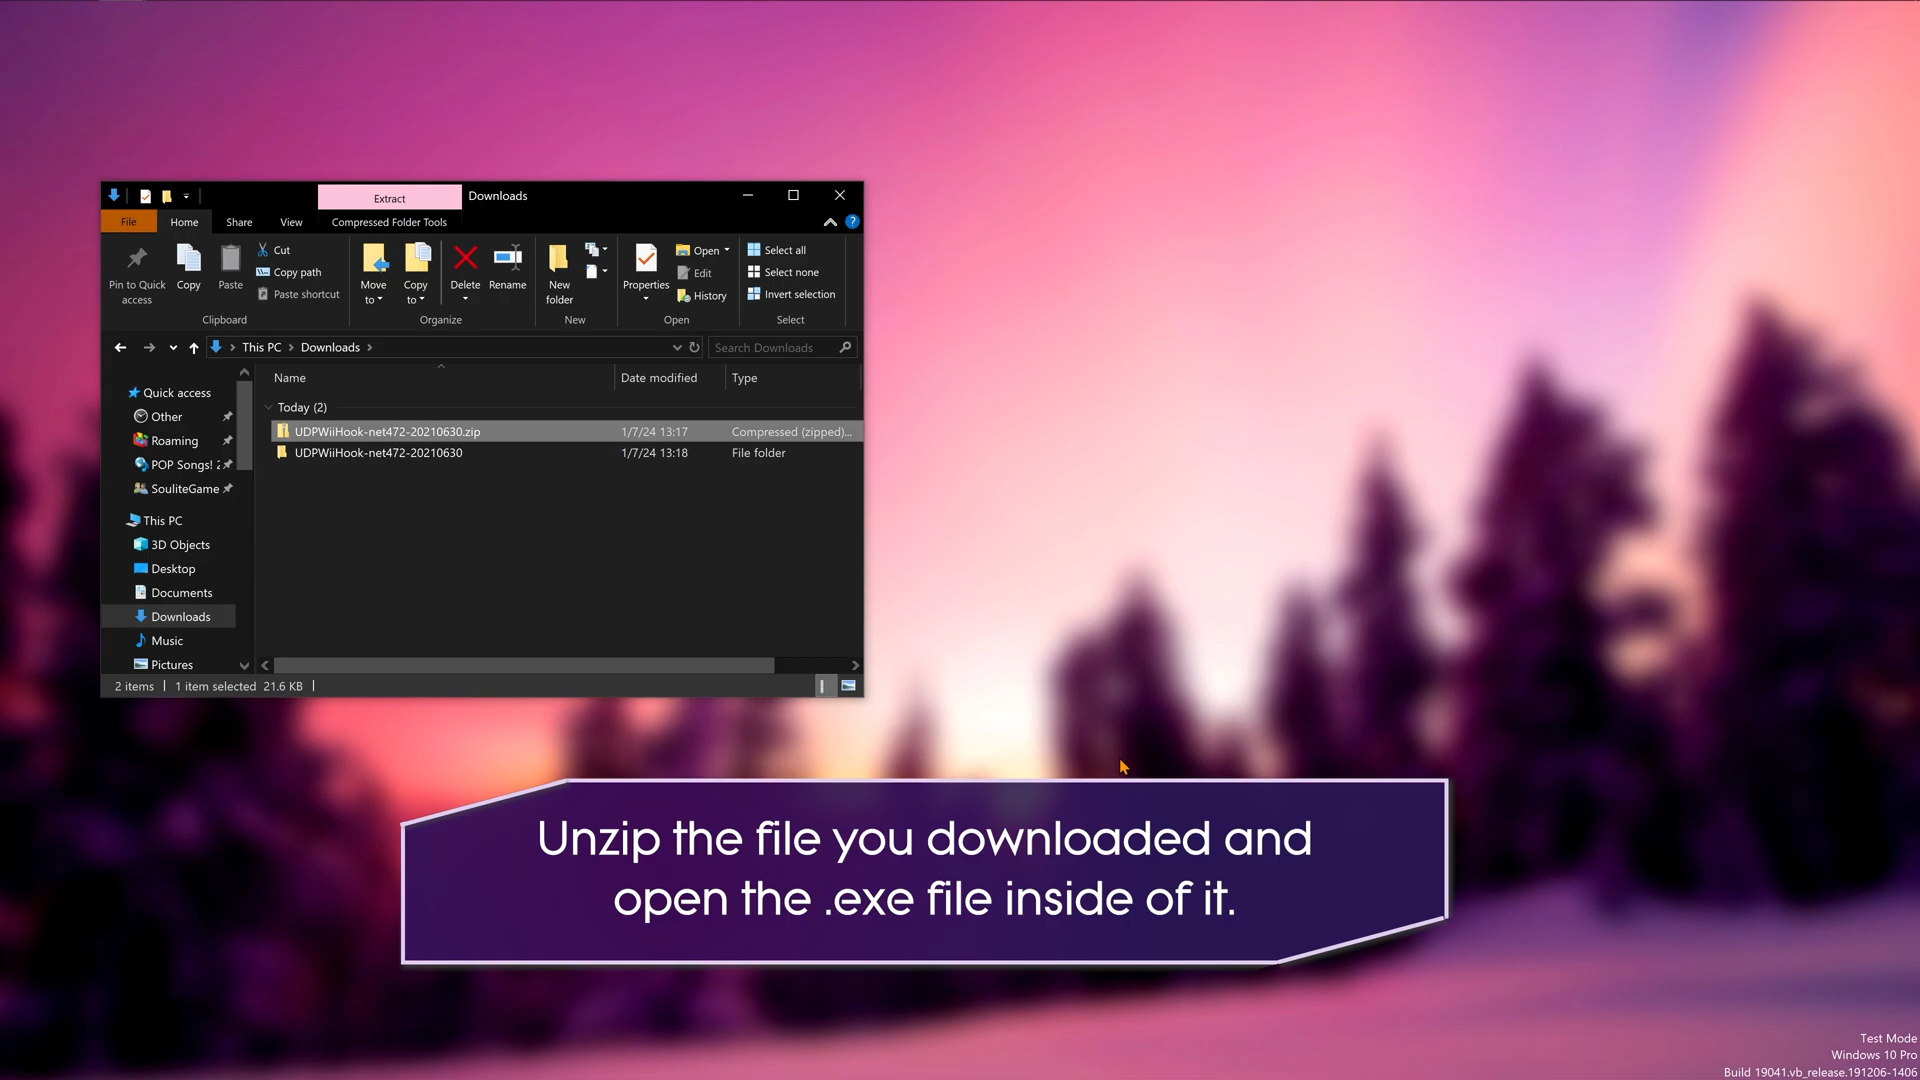 Extract
Downloads
File
Home
Share
View
Compressed Folder Tools
Pin to Quick access
Copy
Paste
Cut
Copy path
Paste shortcut
Clipboard
Move to
Copy to
Delete
Rename
Organize
New folder
New
Properties
Open
Edit
History
Open
Select all
Select none
Invert selection
Select
This PC > Downloads >
Search Downloads
Name
Date modified
Type
Today (2)
UDPWiiHook-net472-20210630.zip 1/7/24 13:17 Compressed (zipped)...
UDPWiiHook-net472-20210630 1/7/24 13:18 File folder
Quick access
Other
Roaming
POP Songs! 2
SouliteGame
This PC
3D Objects
Desktop
Documents
Downloads
Music
Pictures
2 items
1 item selected 21.6 KB
Unzip the file you downloaded and
open the .exe file inside of it.
Test Mode
Windows 10 Pro
Build 19041.vb_release.191206-1406